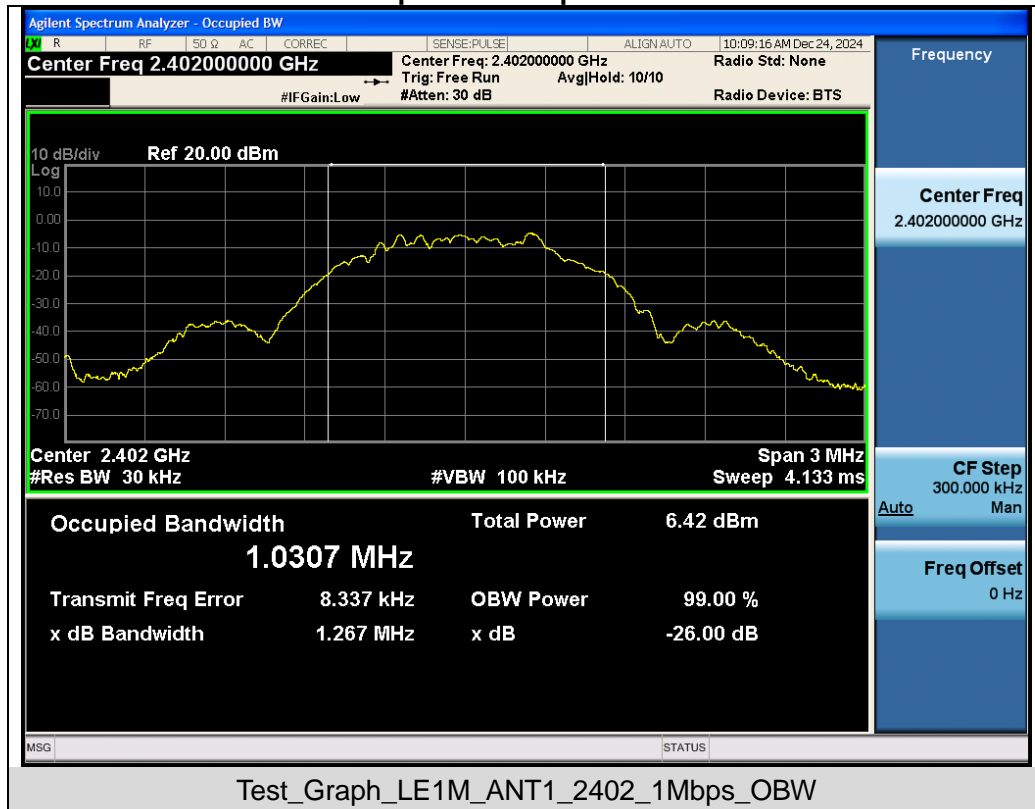 Agilent Spectrum Analyzer - Occupied BW
LXI R RF 50 Ω AC CORREC SENSE:PULSE ALIGN AUTO 10:09:16 AM Dec 24, 2024
Center Freq 2.402000000 GHz
Center Freq: 2.402000000 GHz
Radio Std: None
Trig: Free Run Avg|Hold: 10/10
#IFGain:Low
#Atten: 30 dB
Radio Device: BTS
Frequency
10 dB/div Ref 20.00 dBm
Log
10.0
0.00
-10.0
-20.0
-30.0
-40.0
-50.0
-60.0
-70.0
Center 2.402 GHz
Span 3 MHz
#Res BW 30 kHz
#VBW 100 kHz
Sweep 4.133 ms
Center Freq
2.402000000 GHz
CF Step
300.000 kHz
Auto Man
Freq Offset
0 Hz
Occupied Bandwidth
1.0307 MHz
Total Power 6.42 dBm
Transmit Freq Error 8.337 kHz
OBW Power 99.00 %
x dB Bandwidth 1.267 MHz
x dB -26.00 dB
MSG
STATUS
Test_Graph_LE1M_ANT1_2402_1Mbps_OBW